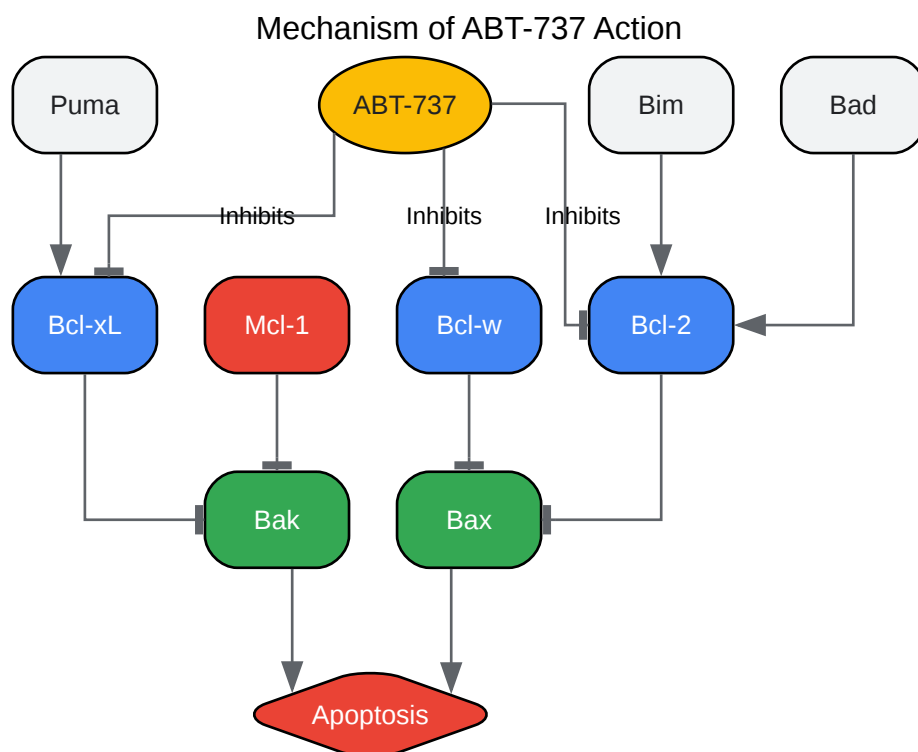 Mechanism of ABT-737 Action
Puma
ABT-737
Bim
Bad
Inhibits
Inhibits
Inhibits
Bcl-xL
Mcl-1
Bcl-w
Bcl-2
Bak
Bax
Apoptosis